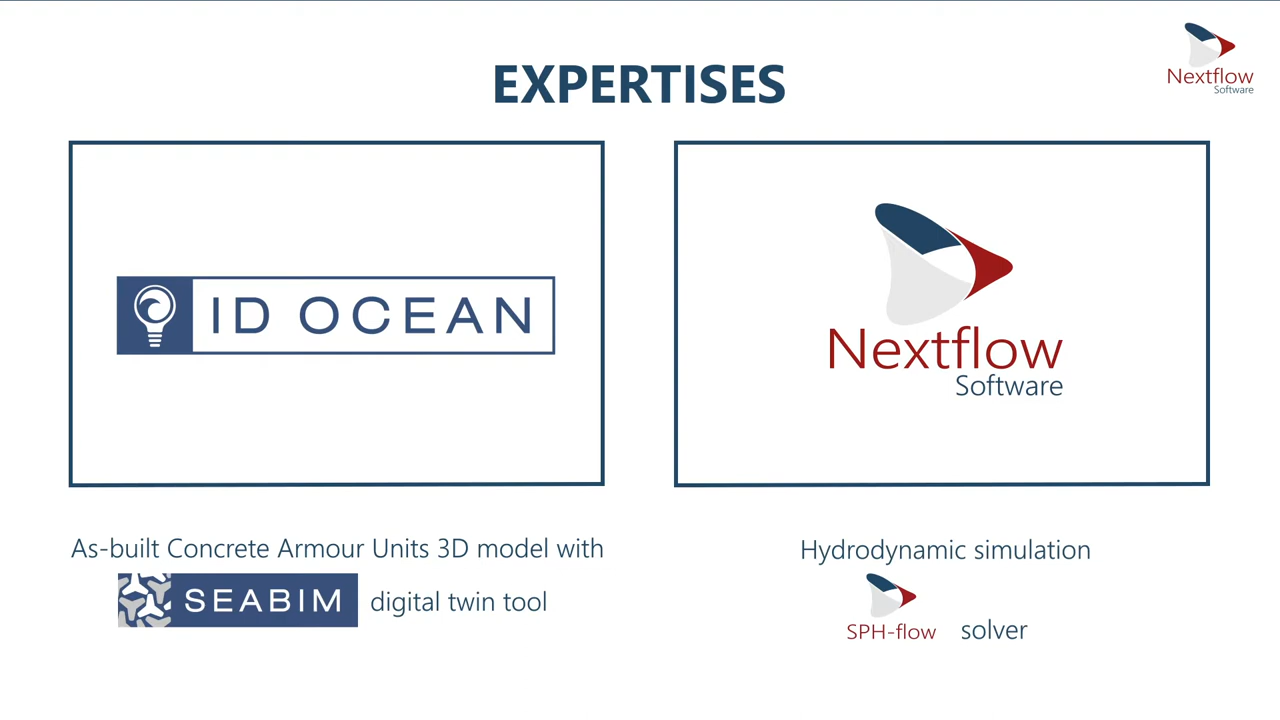 Nextflow
Software
EXPERTISES
ID OCEAN
Nextflow
Software
As-built Concrete Armour Units 3D model with
SEABIM digital twin tool
Hydrodynamic simulation
SPH-flow solver